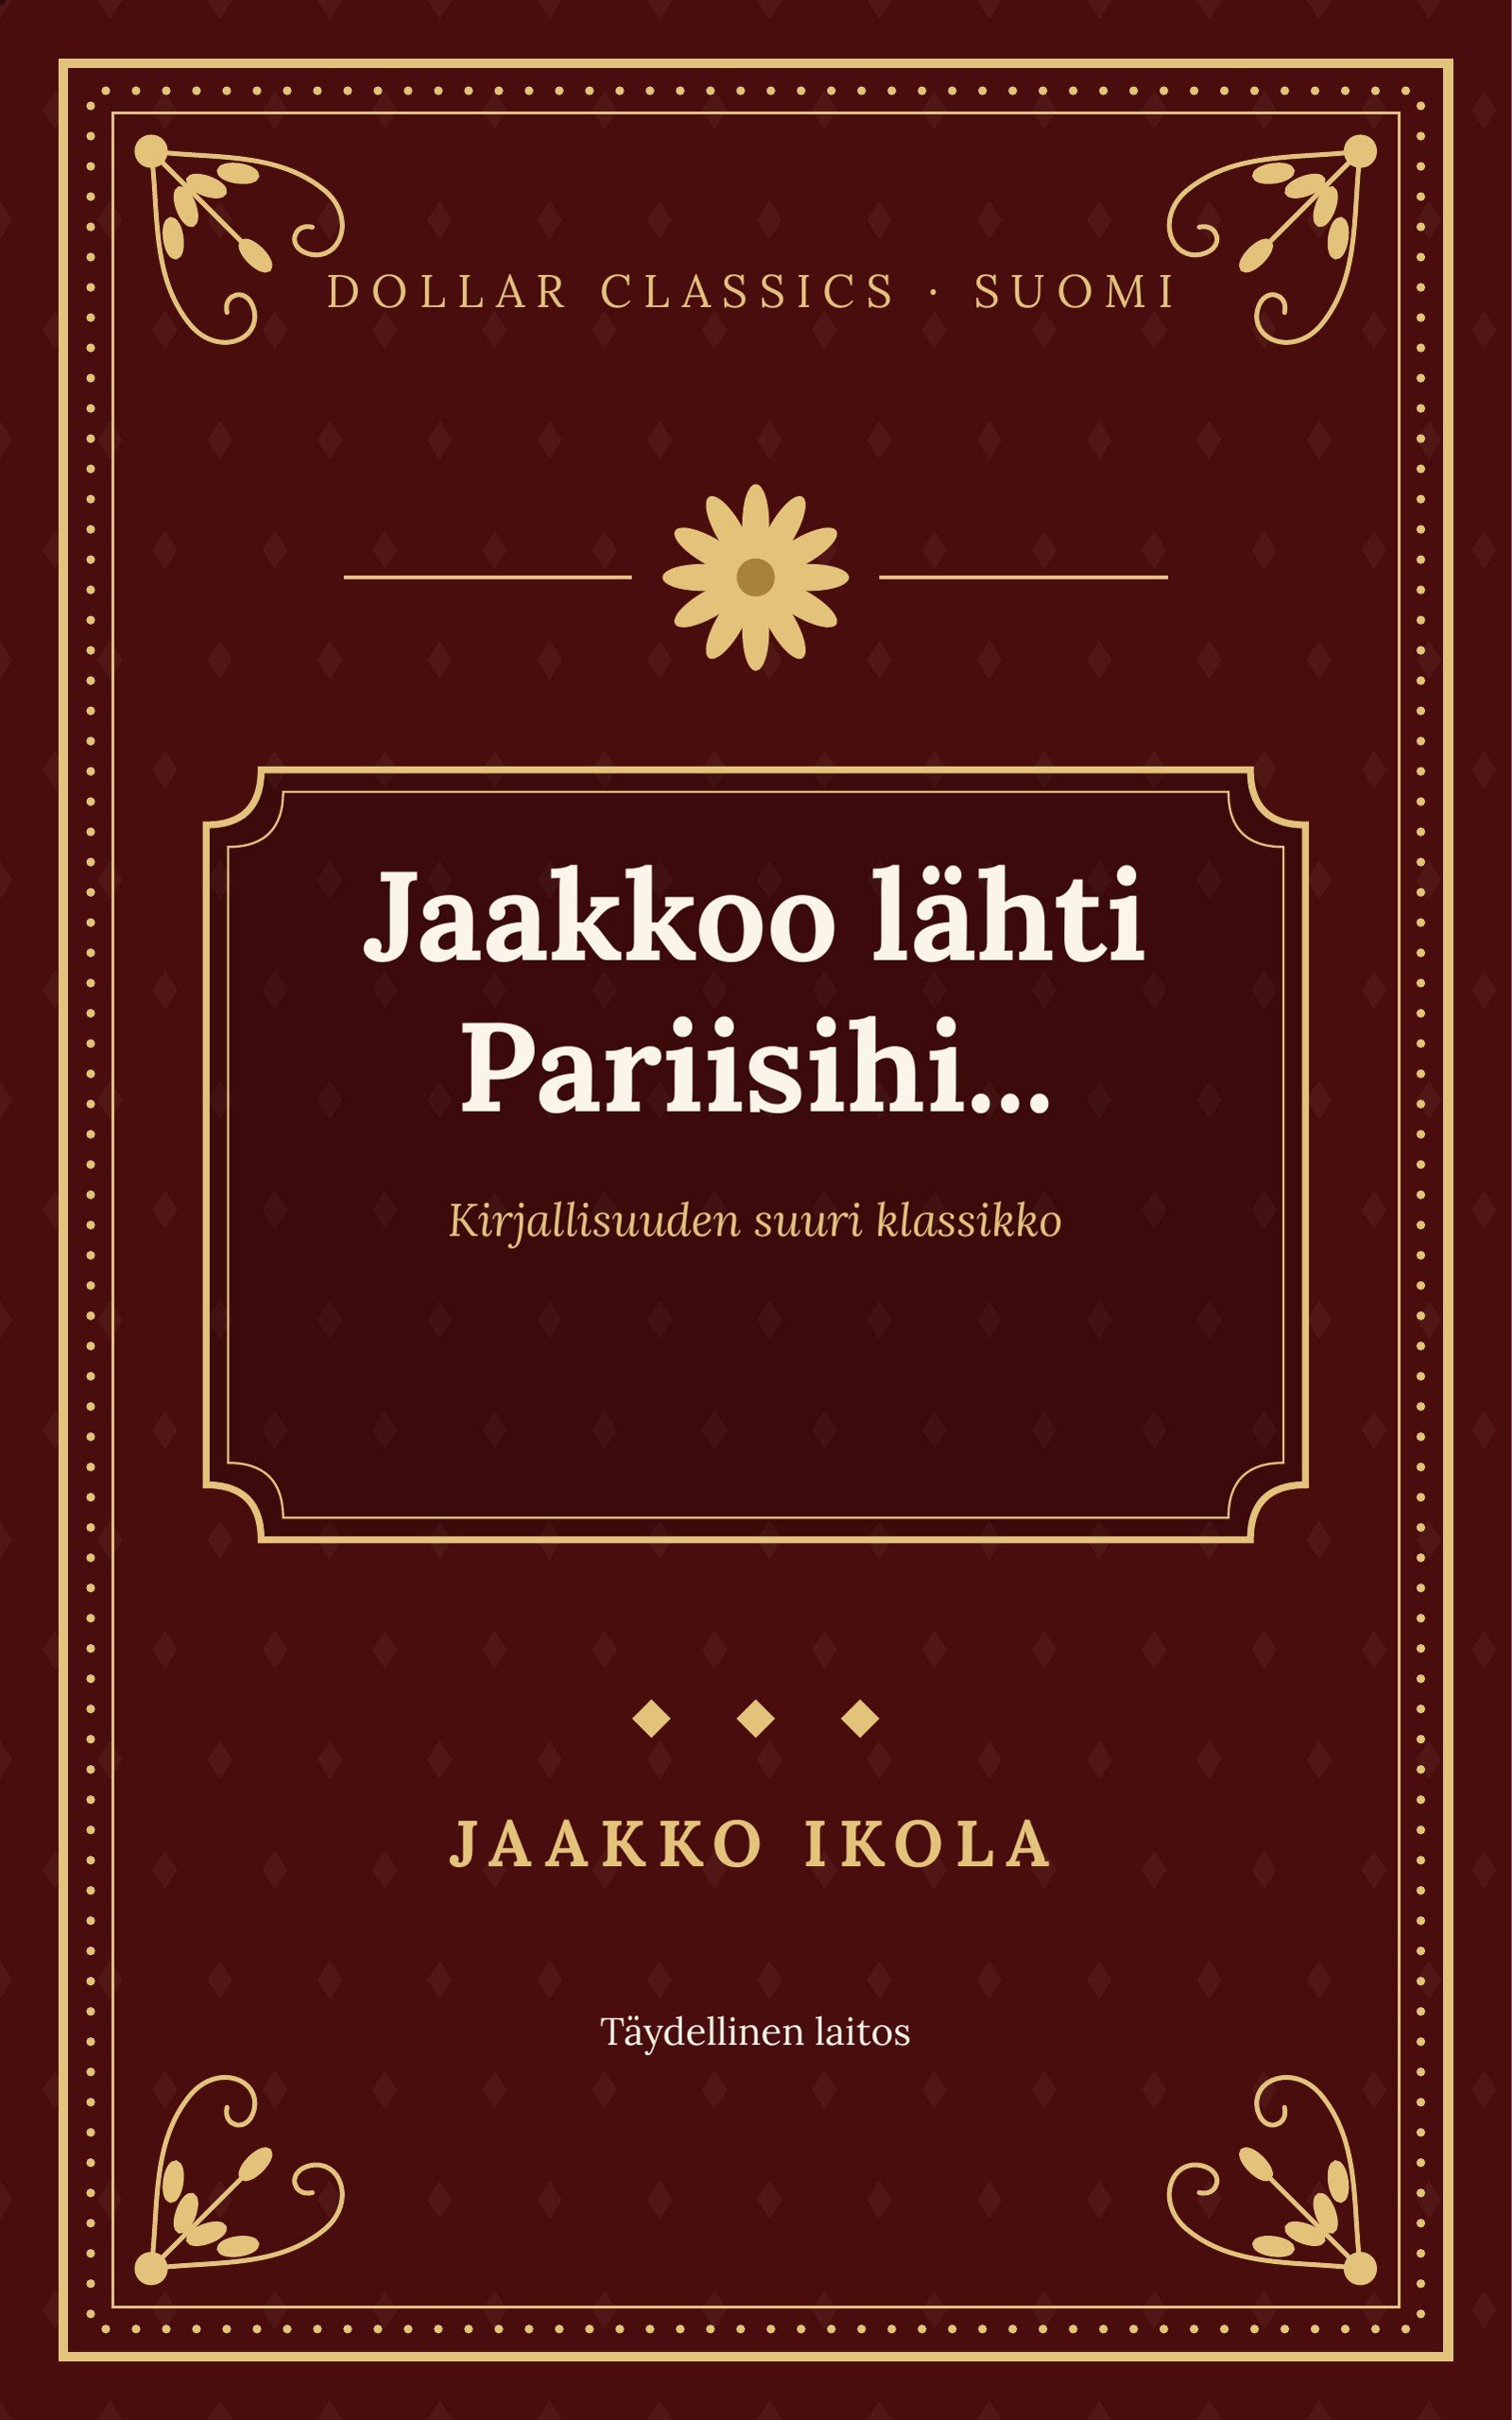 DOLLAR CLASSICS · SUOMI
Jaakkoo lähti
Pariisihi...
Kirjallisuuden suuri klassikko
JAAKKO IKOLA
Täydellinen laitos